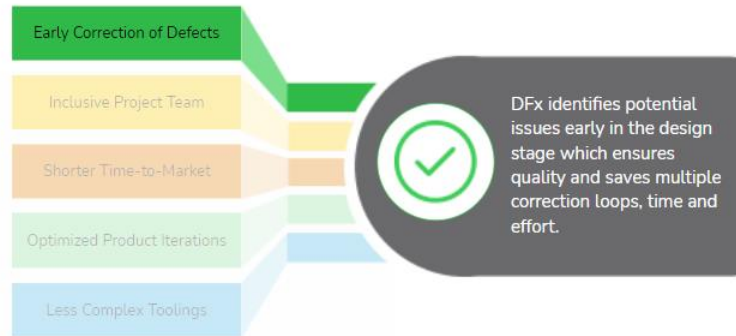 Early Correction of Defects
Inclusive Project Team
Shorter Time-to-Market
Optimized Product Iterations
Less Complex Toolings
DFx identifies potential
issues early in the design
stage which ensures
quality and saves multiple
correction loops, time and
effort.